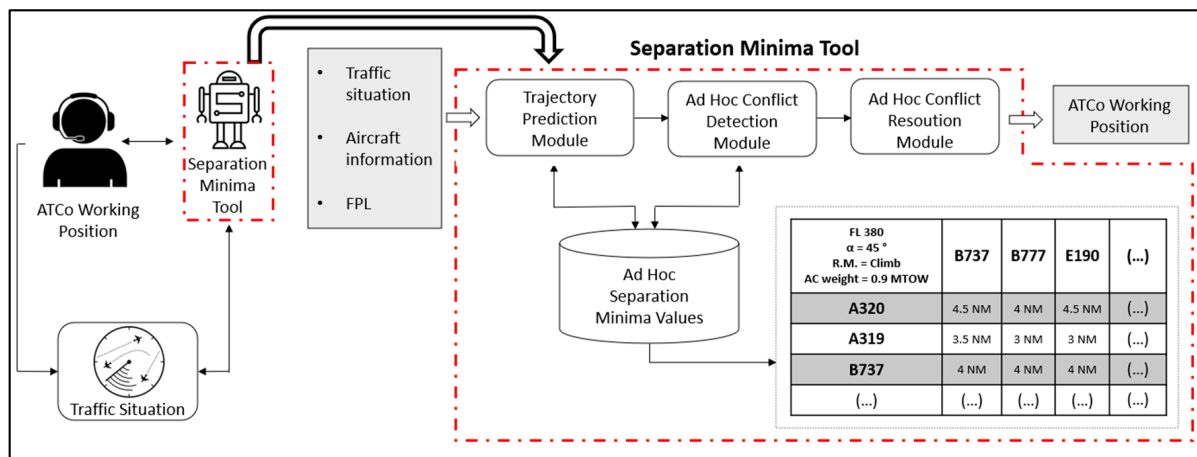 Separation
Minima
Tool
ATCo Working
Position
Traffic Situation
• Traffic
situation
• Aircraft
information
• FPL
Separation Minima Tool
Trajectory
Prediction
Module
Ad Hoc Conflict
Detection
Module
Ad Hoc Conflict
Resoution
Module
ATCo Working
Position
Ad Hoc
Separation
Minima Values
FL 380
α = 45 °
R.M. = Climb
AC weight = 0.9 MTOW
B737 B777 E190 (...)
A320 4.5 NM 4 NM 4.5 NM (...)
A319 3.5 NM 3 NM 3 NM (...)
B737 4 NM 4 NM 4 NM (...)
(...) (...) (...) (...) (...)